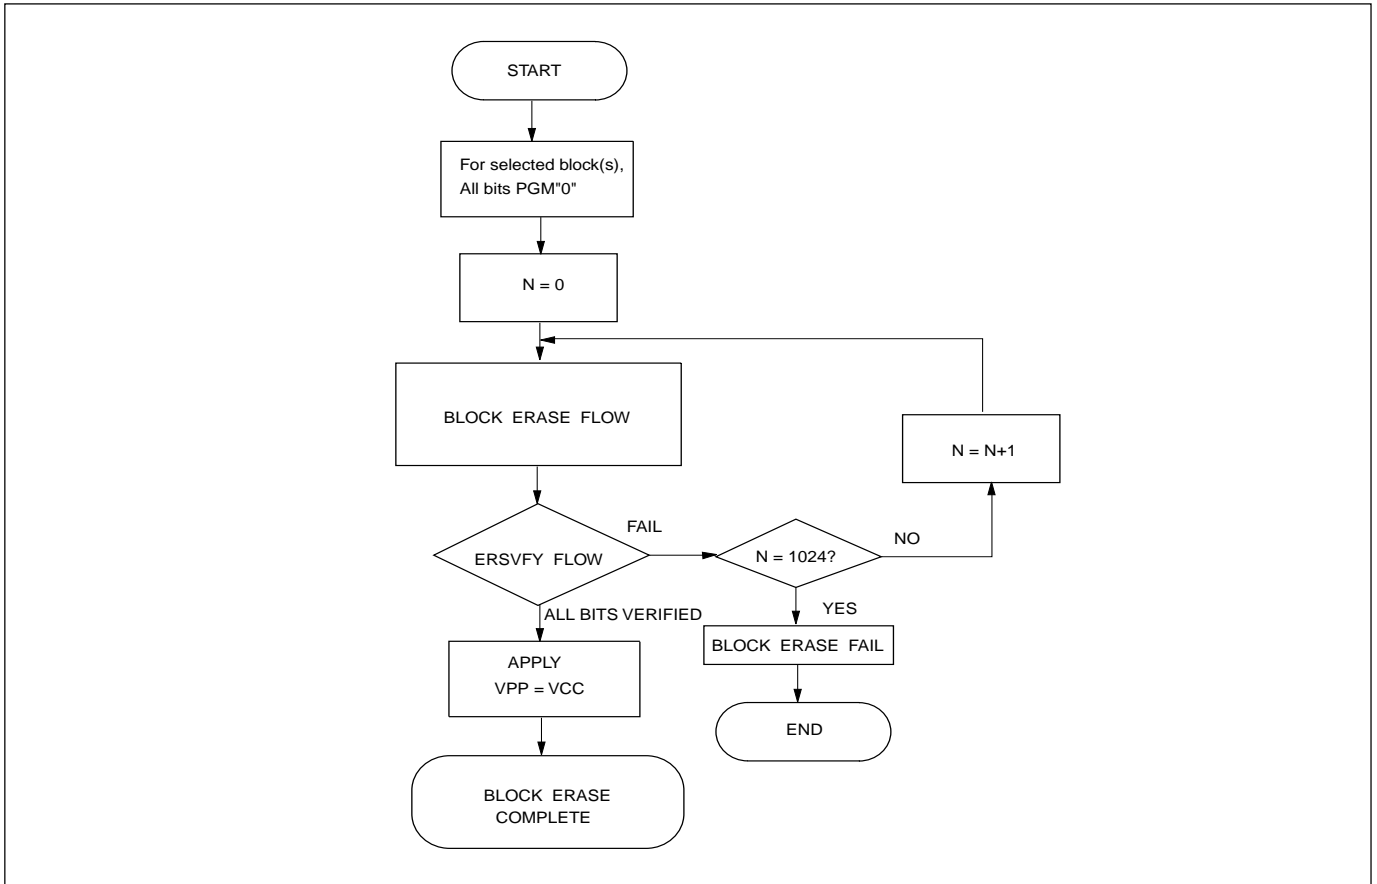 START
For selected block(s),
All bits PGM"0"
N = 0
BLOCK ERASE FLOW
N = N+1
FAIL
ERSVFY FLOW
N = 1024?
NO
ALL BITS VERIFIED
YES
APPLY
VPP = VCC
BLOCK ERASE FAIL
END
BLOCK ERASE
COMPLETE